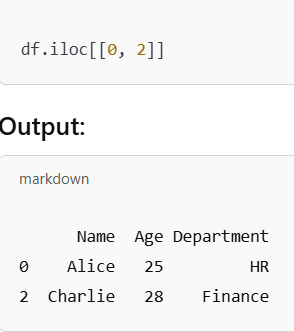 df.iloc[[0, 2]]
Output:
markdown
Name Age Department
0 Alice 25 HR
2 Charlie 28 Finance